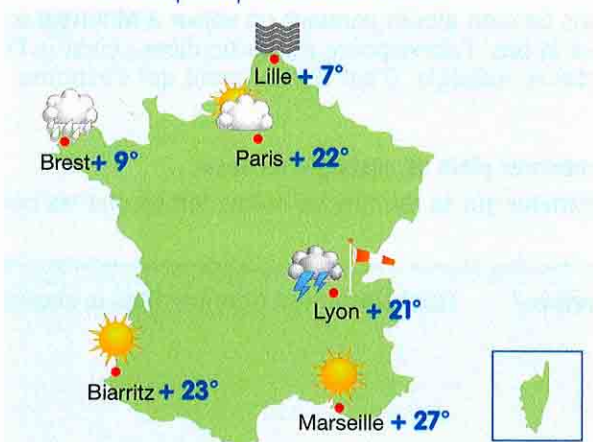 Lille + 7°
Brest + 9°
Paris + 22°
Lyon + 21°
Biarritz + 23°
Marseille + 27°